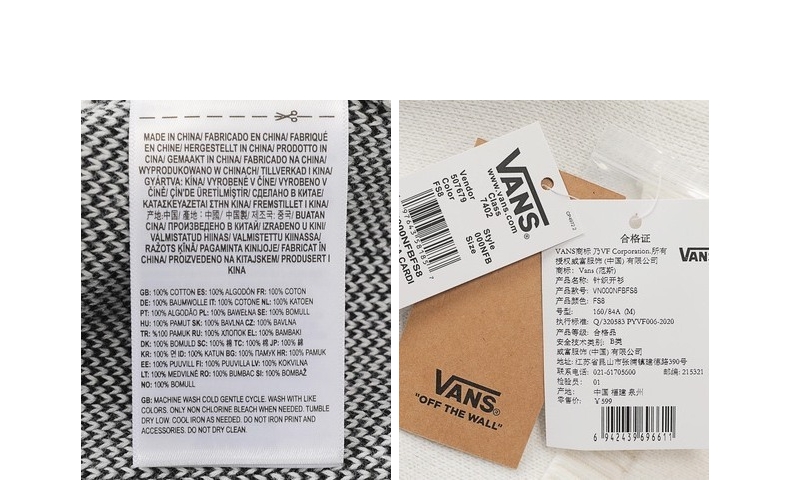 MADE IN CHINA/ FABRICADO EN CHINA/ FABRIQUÉ
EN CHINE/ HERGESTELLT IN CHINA/ PRODOTTO IN
CINA/ GEMAAKT IN CHINA/ FABRICADO NA CHINA/
WYPRODUKOWANO W CHINACH/ TILLVERKAD I KINA/
GYÁRTVA: KÍNA/ VYROBENÉ V ČÍNE/ VYROBENO V
ČÍNĚ/ ÇIN'DE ÜRETİLMİŞTİR/ СДЕЛАНО В КИТАЕ/
ΚΑΤΑΣΚΕΥΑΖΕΤΑΙ ΣΤΗΝ ΚΙΝΑ/ FREMSTILLET I KINA/
产地:中国/ 產地：中國/ 中国製/ 제조국: 중국/ BUATAN
CINA/ ПРОИЗВЕДЕНО В КИТАЙ/ IZRAĐENO U KINI/
VALMISTATUD HIINAS/ VALMISTETTU KIINASSA/
RAŽOTS ĶĪNĀ/ PAGAMINTA KINIJOJE/ FABRICAT ÎN
CHINA/ PROIZVEDENO NA KITAJSKEM/ PRODUSERT I
KINA
GB: 100% COTTON ES: 100% ALGODÓN FR: 100% COTON
DE: 100% BAUMWOLLE IT: 100% COTONE NL: 100% KATOEN
PT: 100% ALGODÃO PL: 100% BAWEŁNA SE: 100% BOMULL
HU: 100% PAMUT SK: 100% BAVLNA CZ: 100% BAVLNA
TR: %100 PAMUK RU: 100% ХЛОПОК EL: 100% ΒΑΜΒΑΚΙ
DK: 100% BOMULD SC: 100% 棉 TC: 100% 棉 JP: 100% 綿
KR: 100% 면 ID: 100% KATUN BG: 100% ПАМУК HR: 100% PAMUK
EE: 100% PUUVILL FI: 100% PUUVILLA LV: 100% KOKVILNA
LT: 100% MEDVILNĖ RO: 100% BUMBAC SI: 100% BOMBAŽ
NO: 100% BOMULL
GB: MACHINE WASH COLD GENTLE CYCLE. WASH WITH LIKE
COLORS. ONLY NON CHLORINE BLEACH WHEN NEEDED. TUMBLE
DRY LOW. COOL IRON AS NEEDED. DO NOT IRON PRINT AND
ACCESSORIES. DO NOT DRY CLEAN.
VANS®
www.vans.com
Class
7402
Style
000NFB
Size
Vendor
507679
Color
FS8
000NFBFS8
CARDI
VANS®
"OFF THE WALL"
合格证
VANS商标 乃VF Corporation.所有
授权威富服饰 (中国) 有限公司
商标： Vans (范斯)
产品名称： 针织开衫
产品款号： VN000NFBFS8
产品颜色： FS8
号型： 160/84A (M)
执行标准： Q/320583 PYVF006-2020
产品等级： 合格品
安全技术类别： B类
威富服饰 (中国) 有限公司
地址: 江苏省昆山市张浦镇建德路390号
联系电话： 021-61705600 邮编: 215321
检验员： 01
产地： 中国 福建 泉州
零售价： ￥599
6 942439 696611
VAN